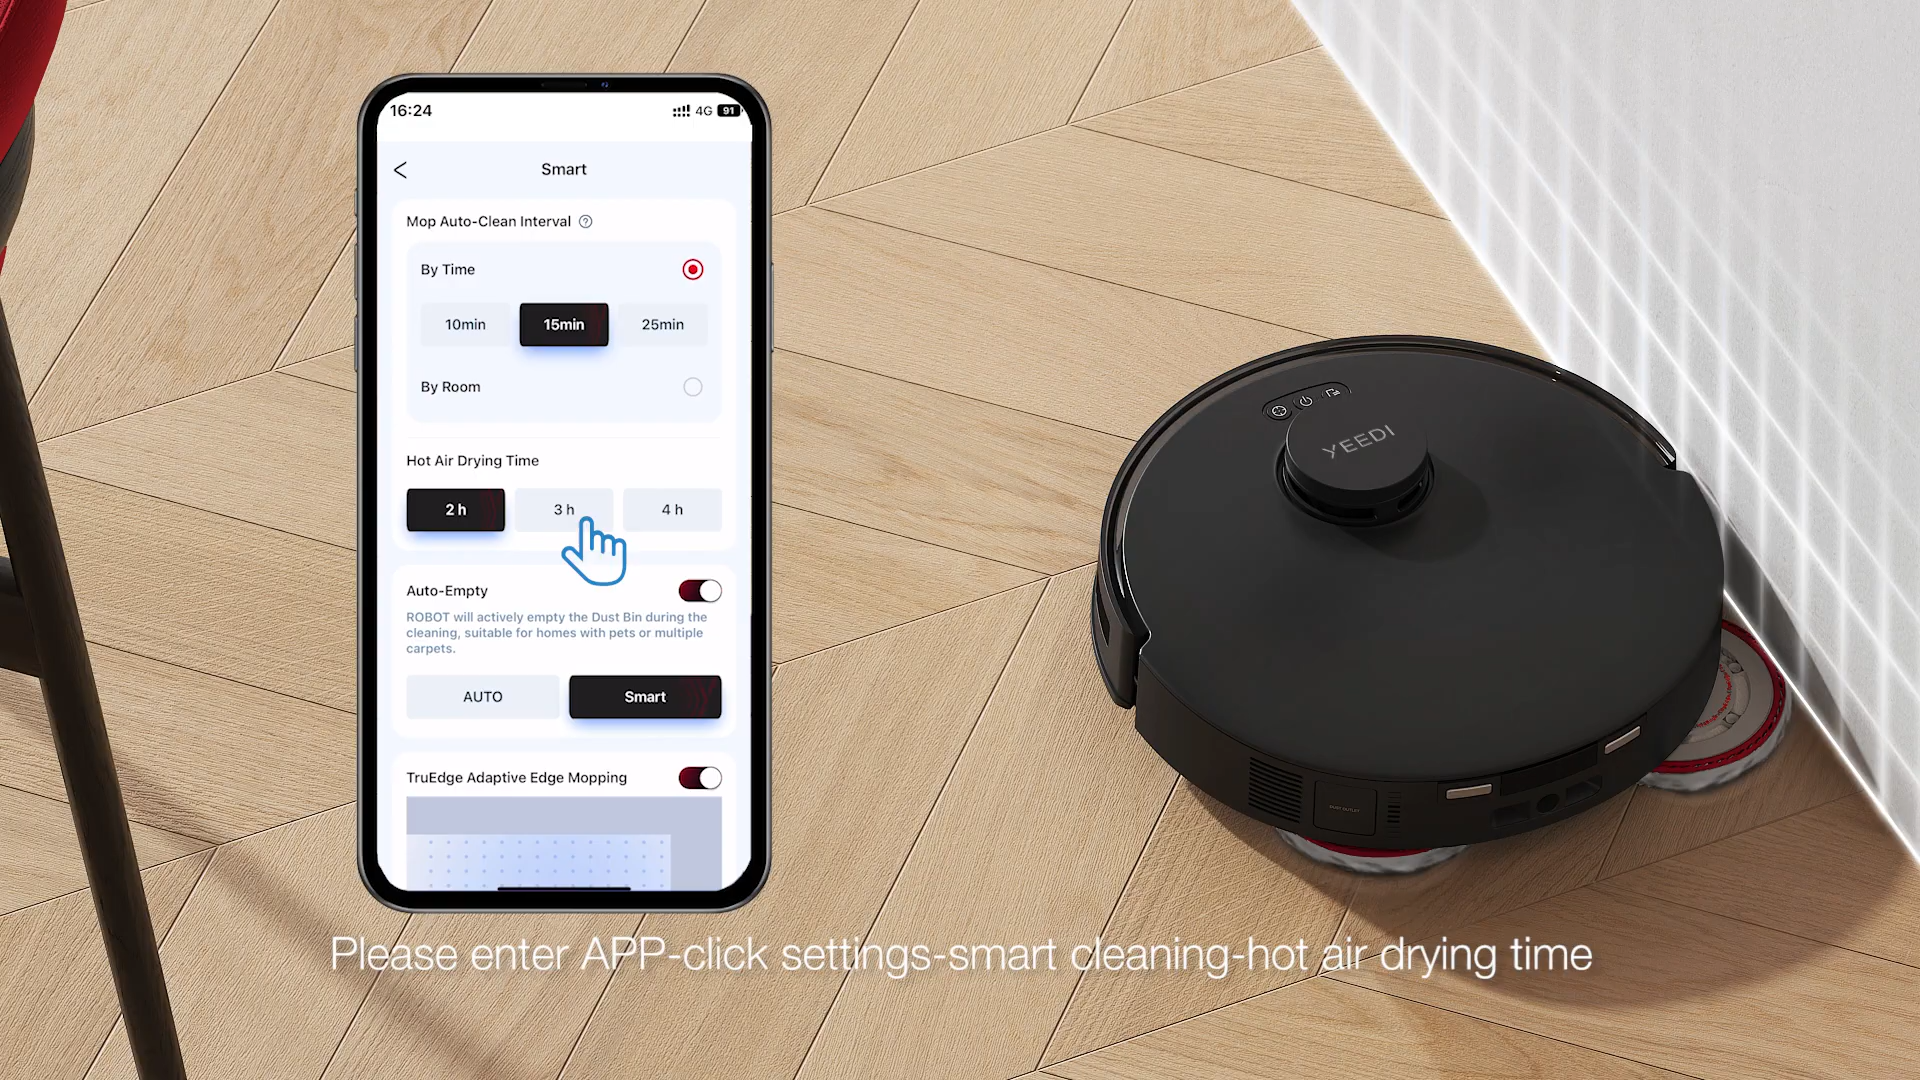 16:24
4G 91
Smart
Mop Auto-Clean Interval ?
By Time
10min 15min 25min
By Room
Hot Air Drying Time
2 h 3 h 4 h
Auto-Empty
ROBOT will actively empty the Dust Bin during the
cleaning, suitable for homes with pets or multiple
carpets.
AUTO Smart
TruEdge Adaptive Edge Mopping
YEEDI
Please enter APP-click settings-smart cleaning-hot air drying time